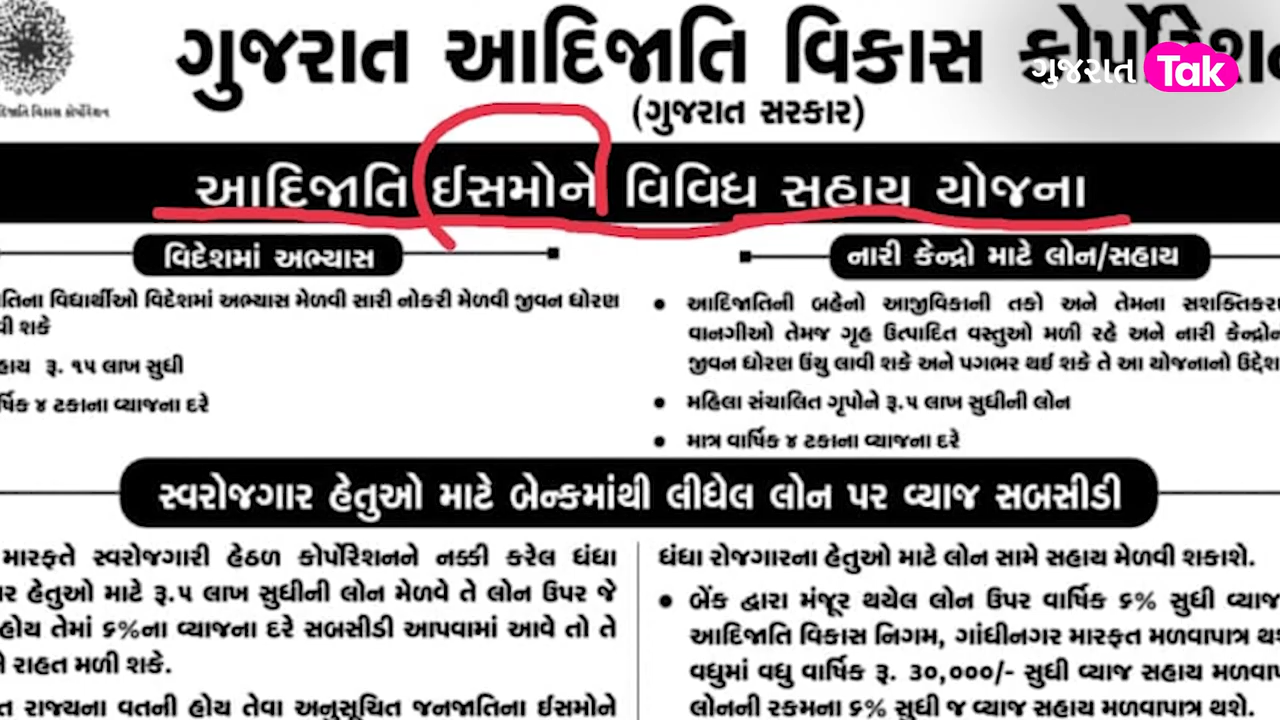 ગુજરાત આદિજાતિ વિકાસ કોર્પોરેશન
ગુજરાત Tak
(ગુજરાત સરકાર)
આદિજાતિ ઈસમોને વિવિધ સહાય યોજના
વિદેશમાં અભ્યાસ
વિદ્યાર્થીઓ વિદેશમાં અભ્યાસ મેળવી સારી નોકરી મેળવી જીવન ધોરણ
શકે
રૂ. ૧૫ લાખ સુધી
૪ ટકાના વ્યાજના દરે
નારી કેન્દ્રો માટે લોન/સહાય
• આદિજાતિની બહેનો આજીવિકાની તકો અને તેમના
વાનગીઓ તેમજ ગૃહ ઉત્પાદિત વસ્તુઓ મળી રહે અને નારી
જીવન ધોરણ ઉંચુ લાવી શકે અને પગભર થઈ શકે તે આ યોજનાનો
• મહિલા સંચાલિત ગૃપોને રૂ.૫ લાખ સુધીની લોન
• માત્ર વાર્ષિક ૪ ટકાના વ્યાજના દરે
સ્વરોજગાર હેતુઓ માટે બેન્કમાંથી લીધેલ લોન પર વ્યાજ સબસીડી
મારફતે સ્વરોજગારી હેઠળ કોર્પોરેશનને નક્કી કરેલ ધંધા
હેતુઓ માટે રૂ.૫ લાખ સુધીની લોન મેળવે તે લોન ઉપર જે
હોય તેમાં ૬%ના વ્યાજના દરે સબસીડી આપવામાં આવે તો તે
રાહત મળી શકે.
રાજ્યના વતની હોય તેવા અનુસૂચિત જનજાતિના ઈસમોને
ધંધા રોજગારના હેતુઓ માટે લોન સામે સહાય મેળવી શકાશે.
• બેંક દ્વારા મંજૂર થયેલ લોન ઉપર વાર્ષિક ૬% સુધી વ્યાજ
આદિજાતિ વિકાસ નિગમ, ગાંધીનગર મારફત મળવાપાત્ર
વધુમાં વધુ વાર્ષિક રૂ. ૩૦,૦૦૦/- સુધી વ્યાજ સહાય
લોનની રકમના ૬% સુધી જ વ્યાજ સહાય મળવાપાત્ર થશે.